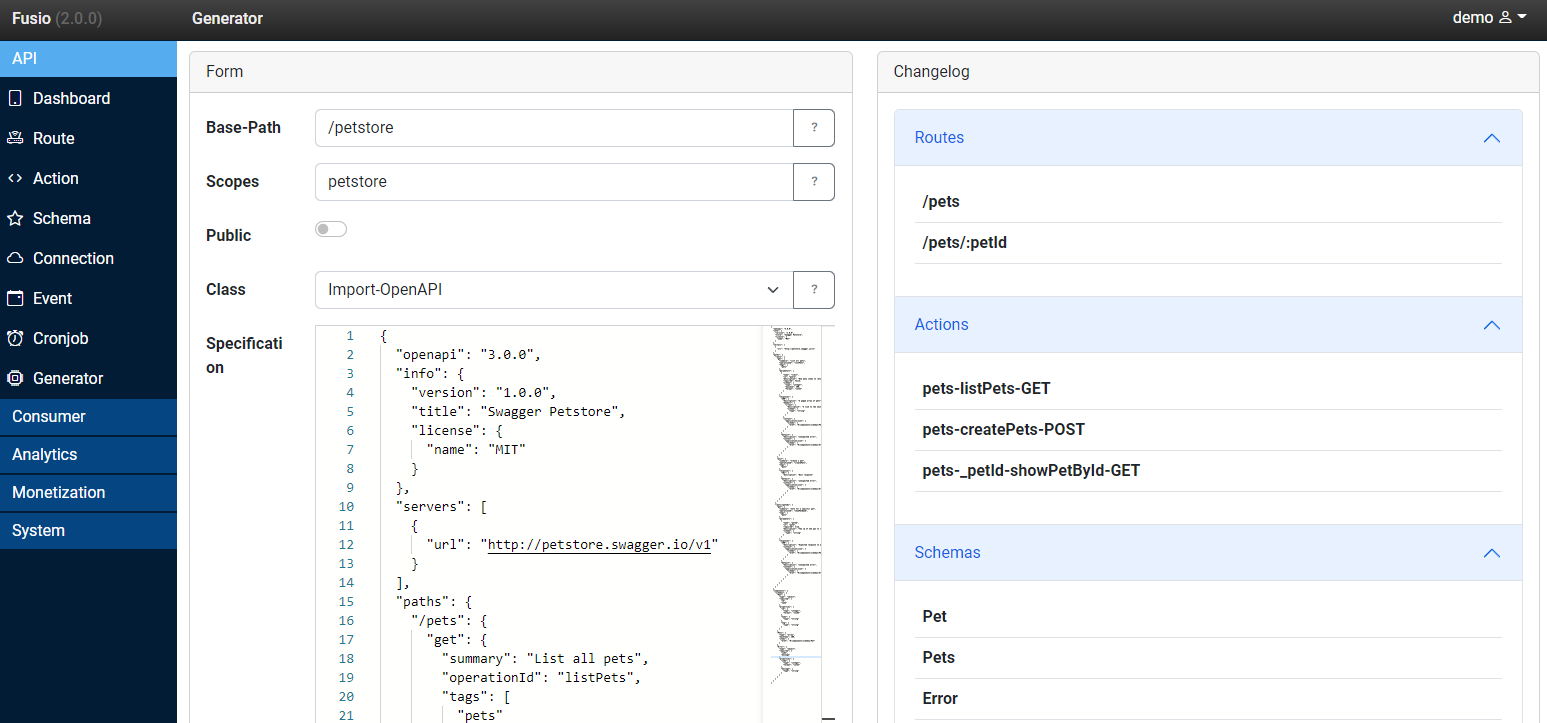 Fusio (2.0.0)
Generator
demo
API
Dashboard
Route
Action
Schema
Connection
Event
Cronjob
Generator
Consumer
Analytics
Monetization
System
Form
Base-Path
/petstore
?
Scopes
petstore
?
Public
Class
Import-OpenAPI
?
Specificati
on
1 {
2 "openapi": "3.0.0",
3 "info": {
4 "version": "1.0.0",
5 "title": "Swagger Petstore",
6 "license": {
7 "name": "MIT"
8 }
9 },
10 "servers": [
11 {
12 "url": "http://petstore.swagger.io/v1"
13 }
14 ],
15 "paths": {
16 "/pets": {
17 "get": {
18 "summary": "List all pets",
19 "operationId": "listPets",
20 "tags": [
21 "pets"
Changelog
Routes
/pets
/pets/:petId
Actions
pets-listPets-GET
pets-createPets-POST
pets-_petId-showPetById-GET
Schemas
Pet
Pets
Error